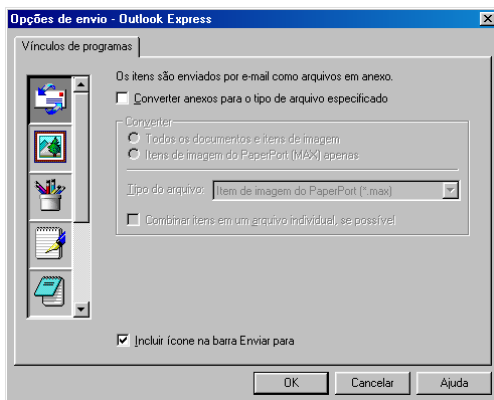 Opções de envio - Outlook Express
Vínculos de programas
Os itens são enviados por e-mail como arquivos em anexo.
Converter anexos para o tipo de arquivo especificado
Converter
Todos os documentos e itens de imagem
Itens de imagem do PaperPort (MAX) apenas
Tipo do arquivo: Item de imagem do PaperPort (*.max)
Combinar itens em um arquivo individual, se possível
Incluir ícone na barra Enviar para
OK Cancelar Ajuda